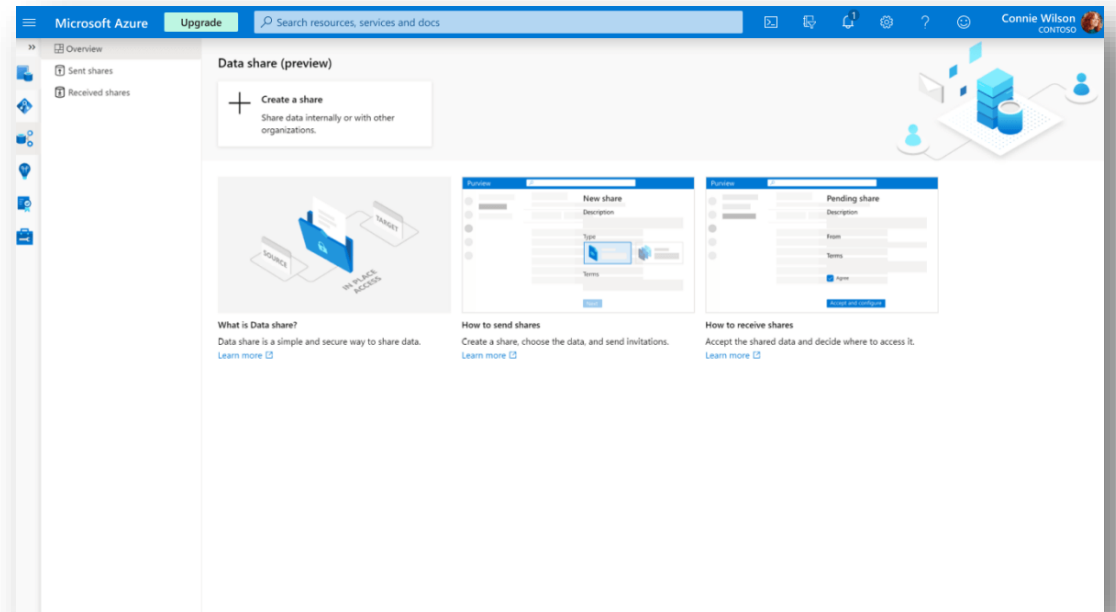 Microsoft Azure
Upgrade
Search resources, services and docs
1
Connie Wilson
CONTOSO
Overview
Sent shares
Received shares
Data share (preview)
Create a share
Share data internally or with other
organizations.
SOURCE
TARGET
IN PLACE
ACCESS
What is Data share?
Data share is a simple and secure way to share data.
Learn more
Purview
New share
Description
Type
Terms
Send
How to send shares
Create a share, choose the data, and send invitations.
Learn more
Purview
Pending share
Description
From
Terms
Agree
Accept and configure
How to receive shares
Accept the shared data and decide where to access it.
Learn more